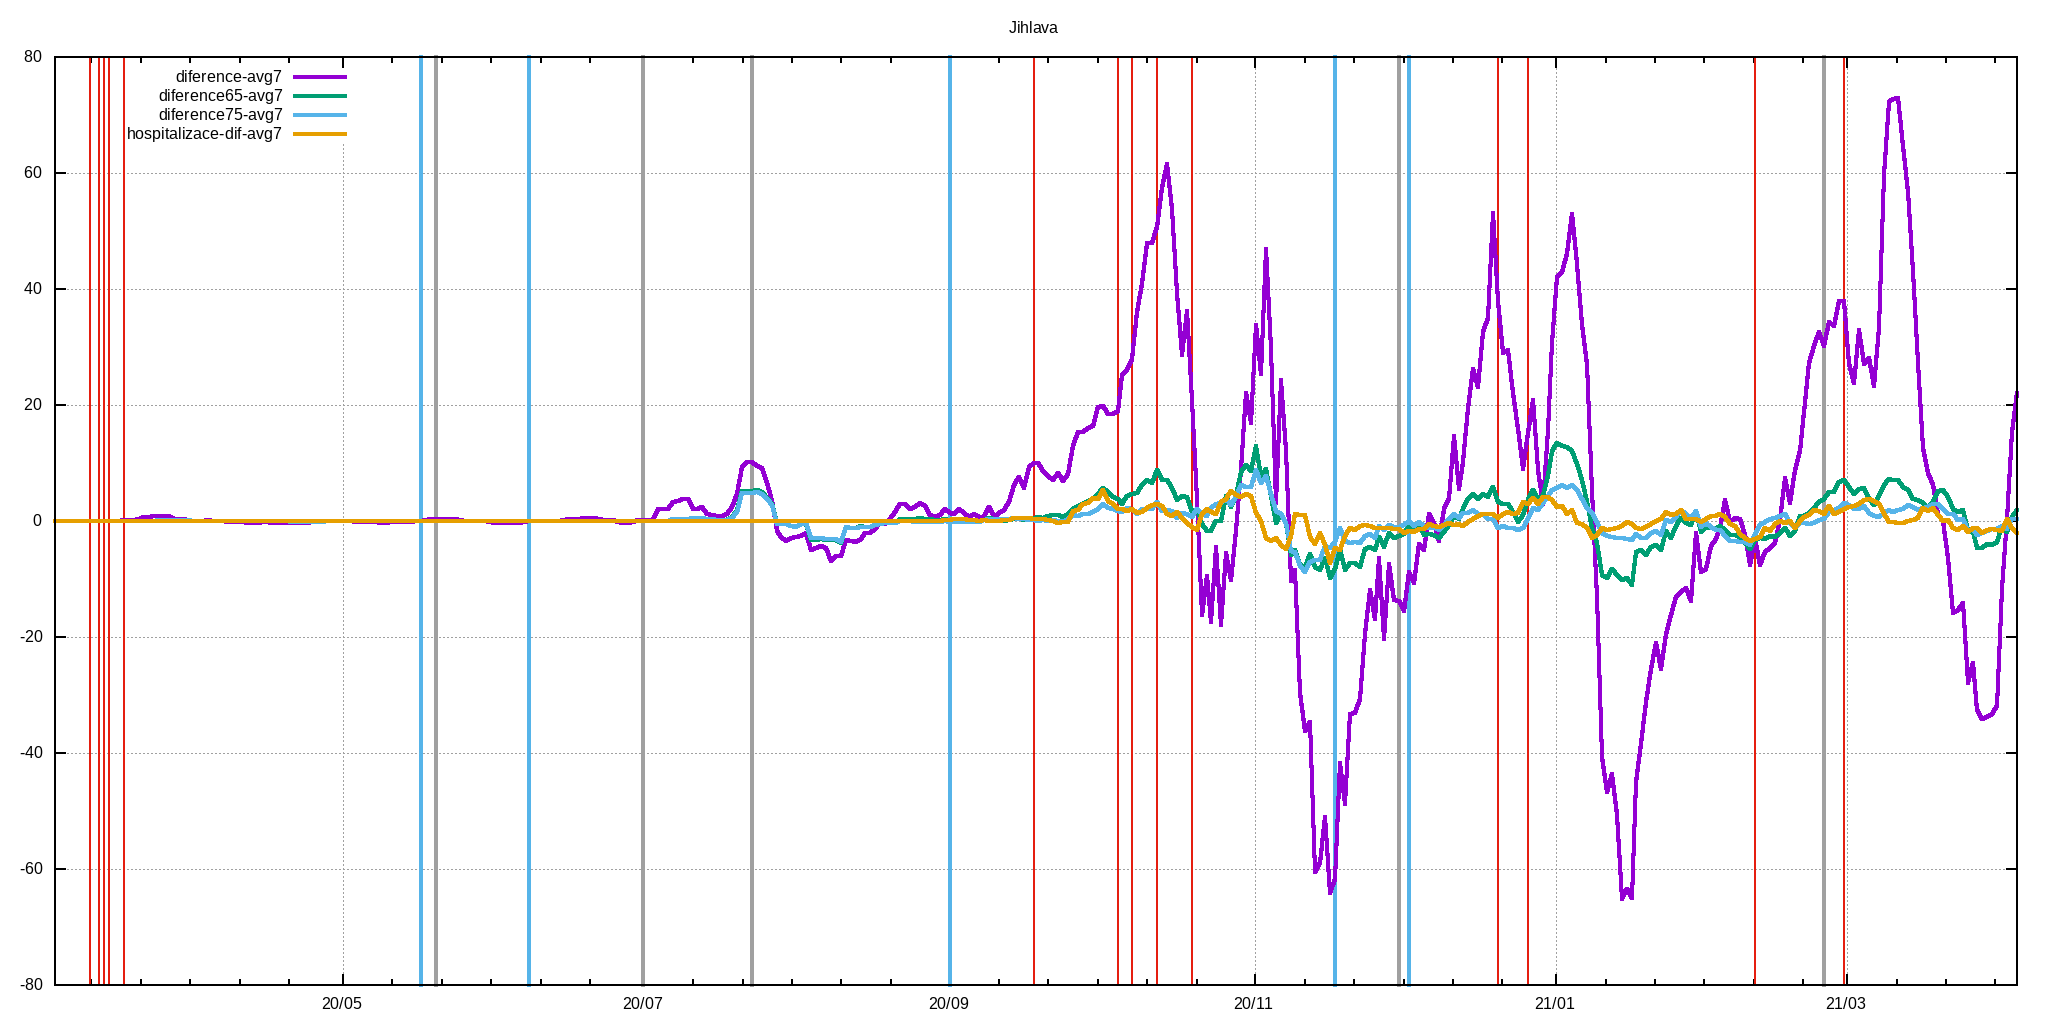 Jihlava
80
diference-avg7
diference65-avg7
diference75-avg7
hospitalizace-dif-avg7
60
40
20
0
-20
-40
-60
-80
20/05 20/07 20/09 20/11 21/01 21/03